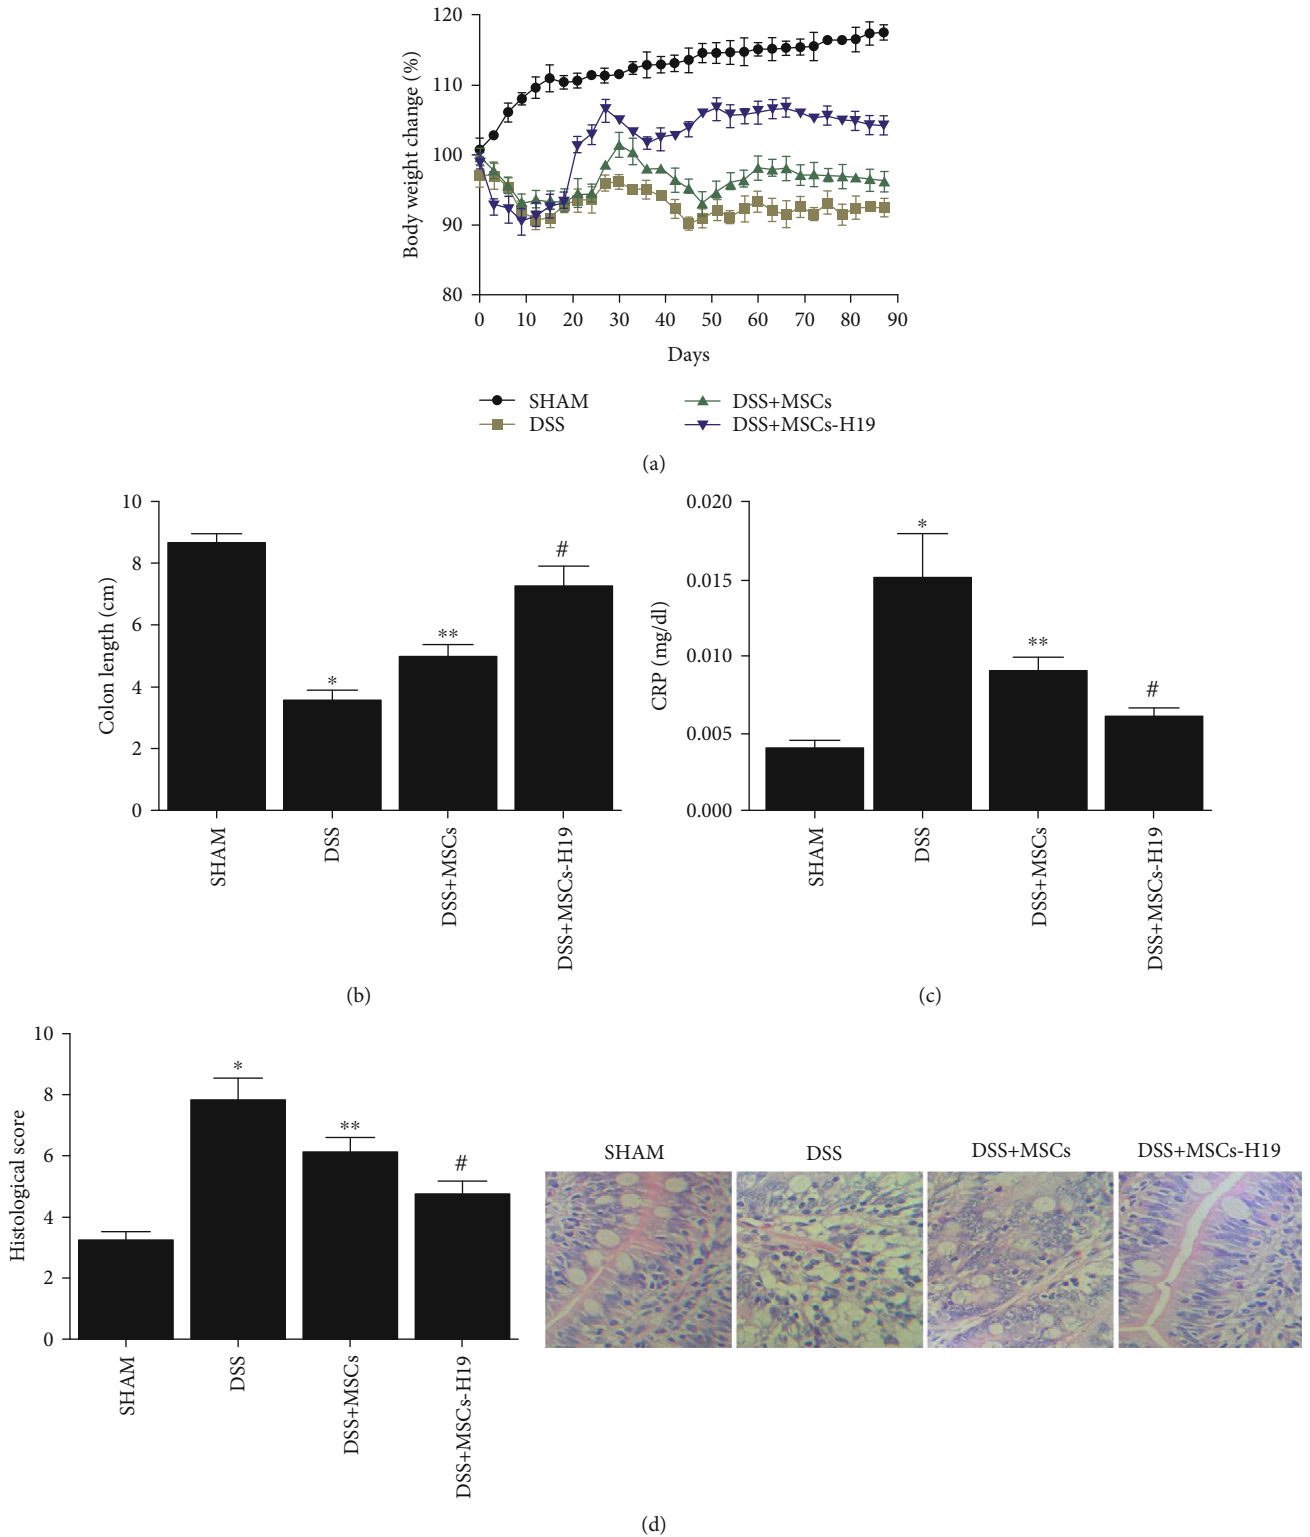 120
110
100
90
80
Body weight change (%)
0 10 20 30 40 50 60 70 80 90
Days
SHAM
DSS
DSS+MSCs
DSS+MSCs-H19
(a)
10
8
6
4
2
0
Colon length (cm)
*
**
#
SHAM
DSS
DSS+MSCs
DSS+MSCs-H19
(b)
0.020
0.015
0.010
0.005
0.000
CRP (mg/dl)
*
**
#
SHAM
DSS
DSS+MSCs
DSS+MSCs-H19
(c)
10
8
6
4
2
0
Histological score
*
**
#
SHAM
DSS
DSS+MSCs
DSS+MSCs-H19
SHAM
DSS
DSS+MSCs
DSS+MSCs-H19
(d)